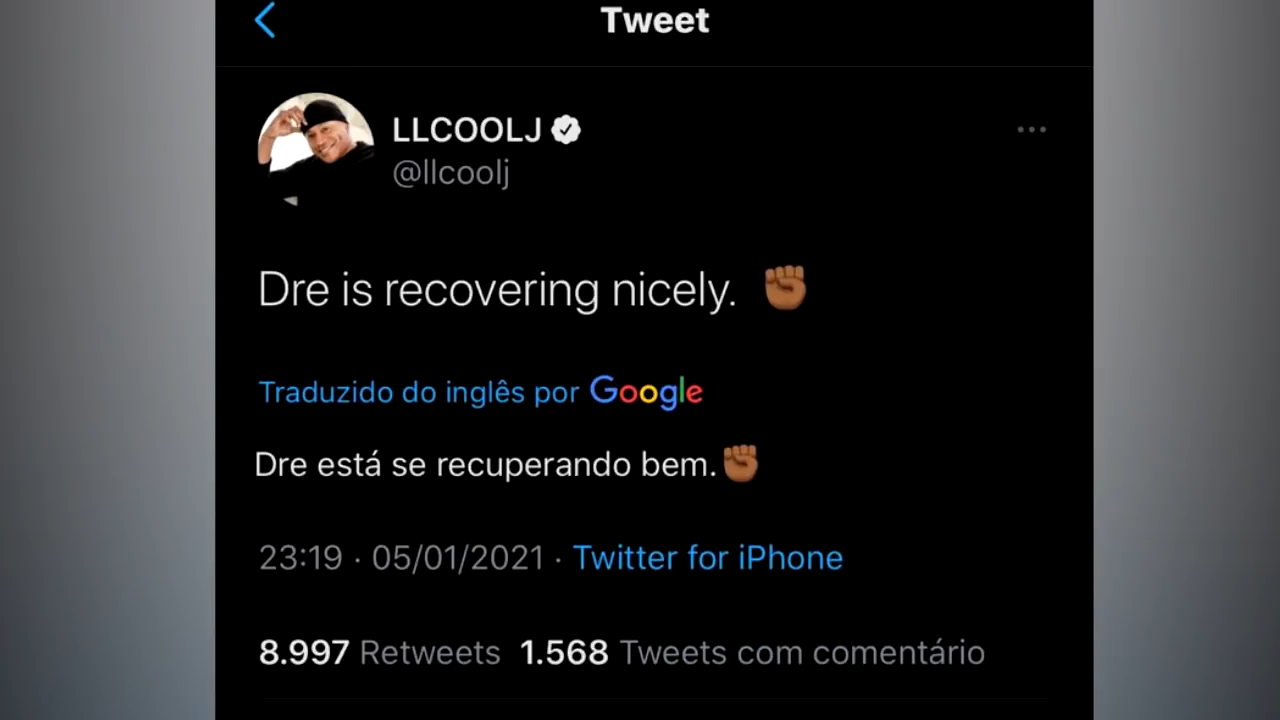 Tweet
LLCOOLJ
@llcoolj
Dre is recovering nicely. ✊🏾
Traduzido do inglês por Google
Dre está se recuperando bem.✊🏾
23:19 · 05/01/2021 · Twitter for iPhone
8.997 Retweets 1.568 Tweets com comentário